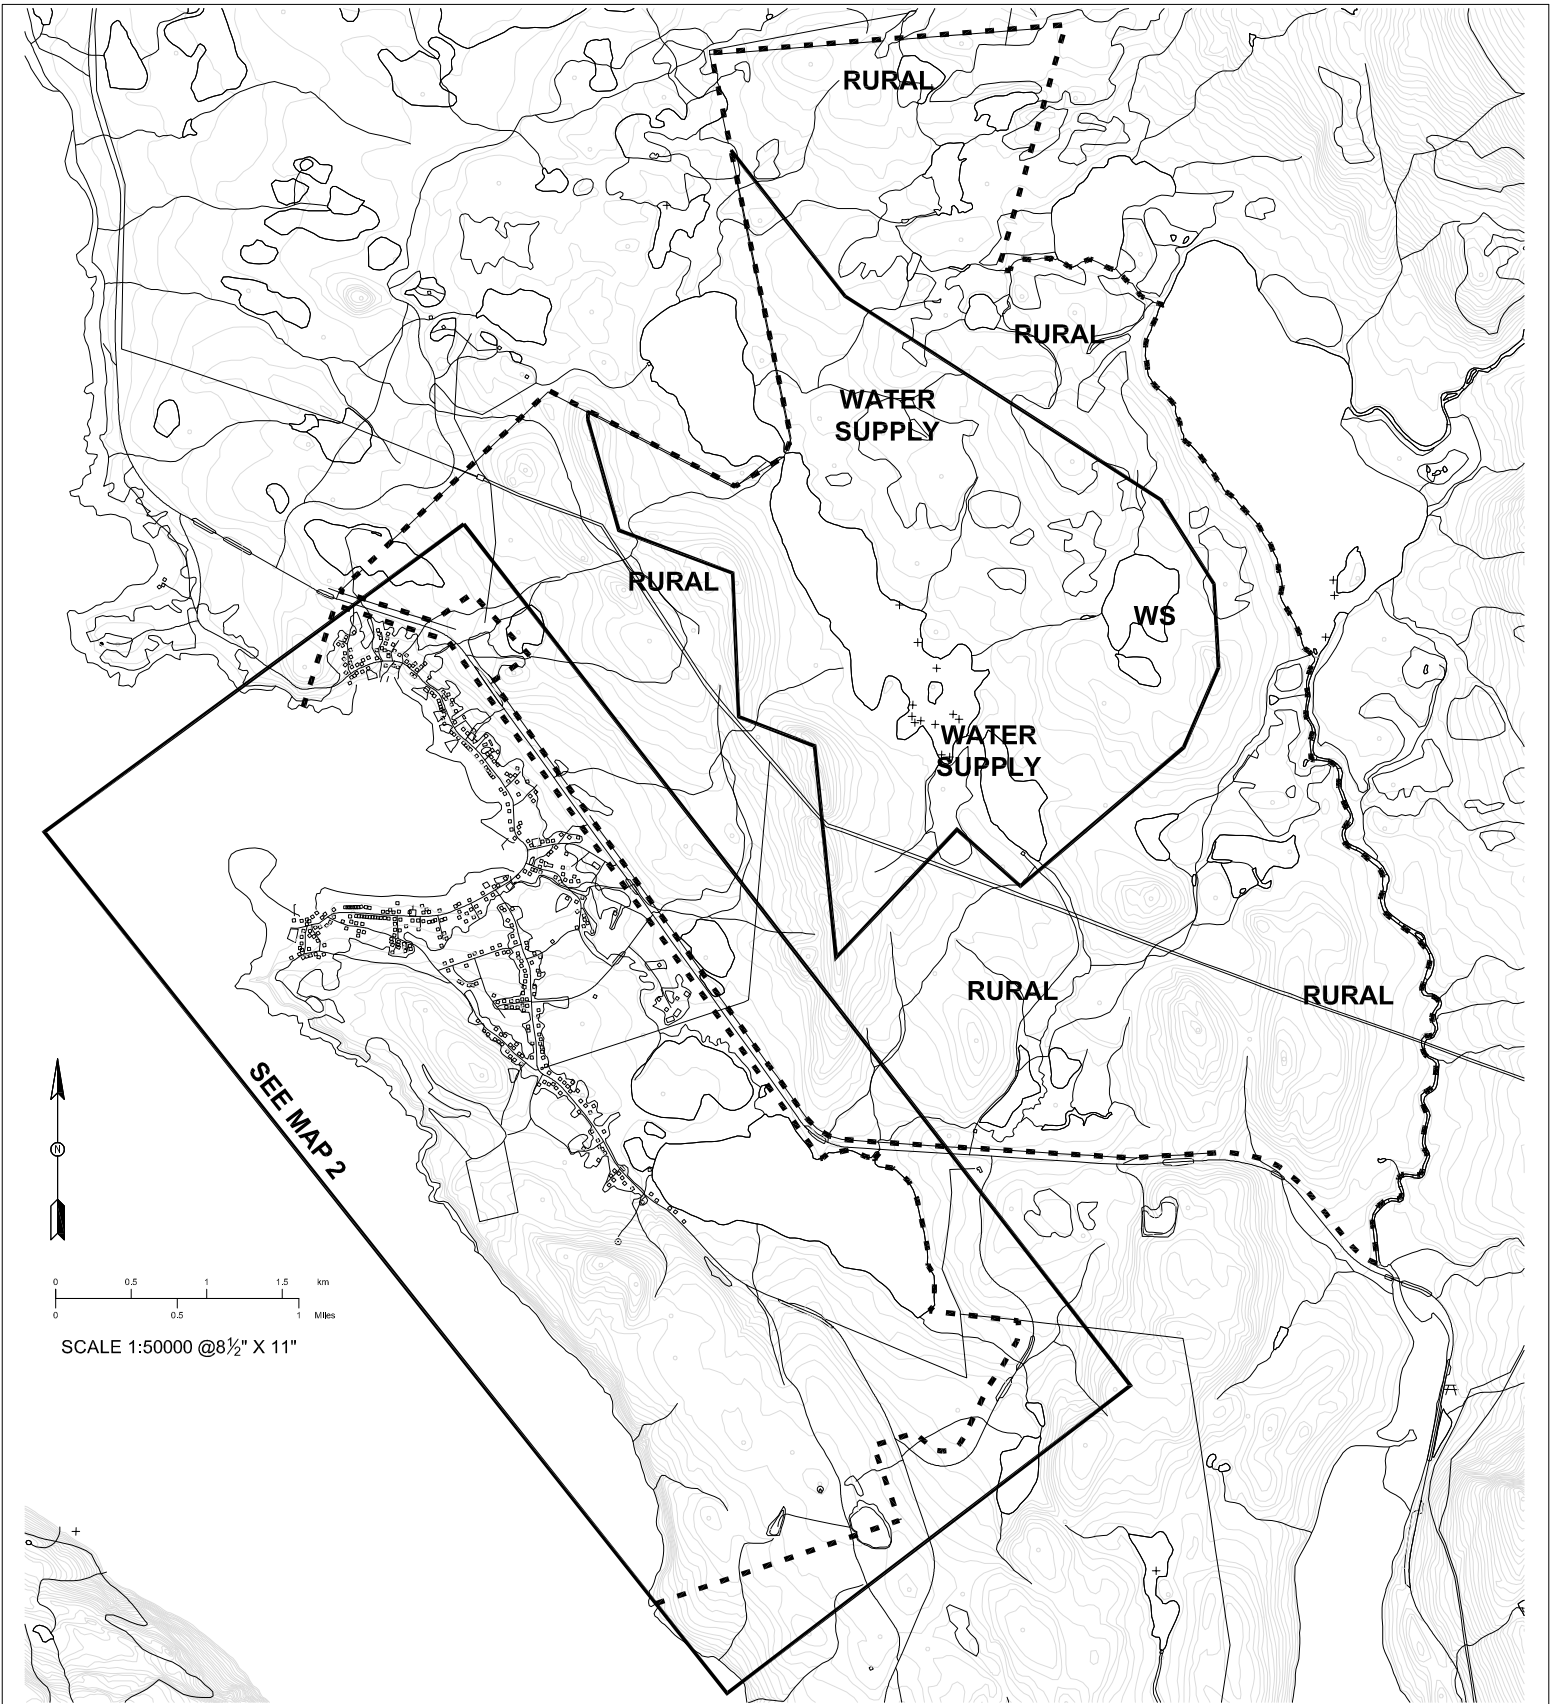 RURAL
RURAL
WATER
SUPPLY
RURAL
WS
WATER
SUPPLY
RURAL
RURAL
SEE MAP 2
N
0 0.5 1 1.5 km
0 0.5 1 Miles
SCALE 1:50000 @8½" X 11"